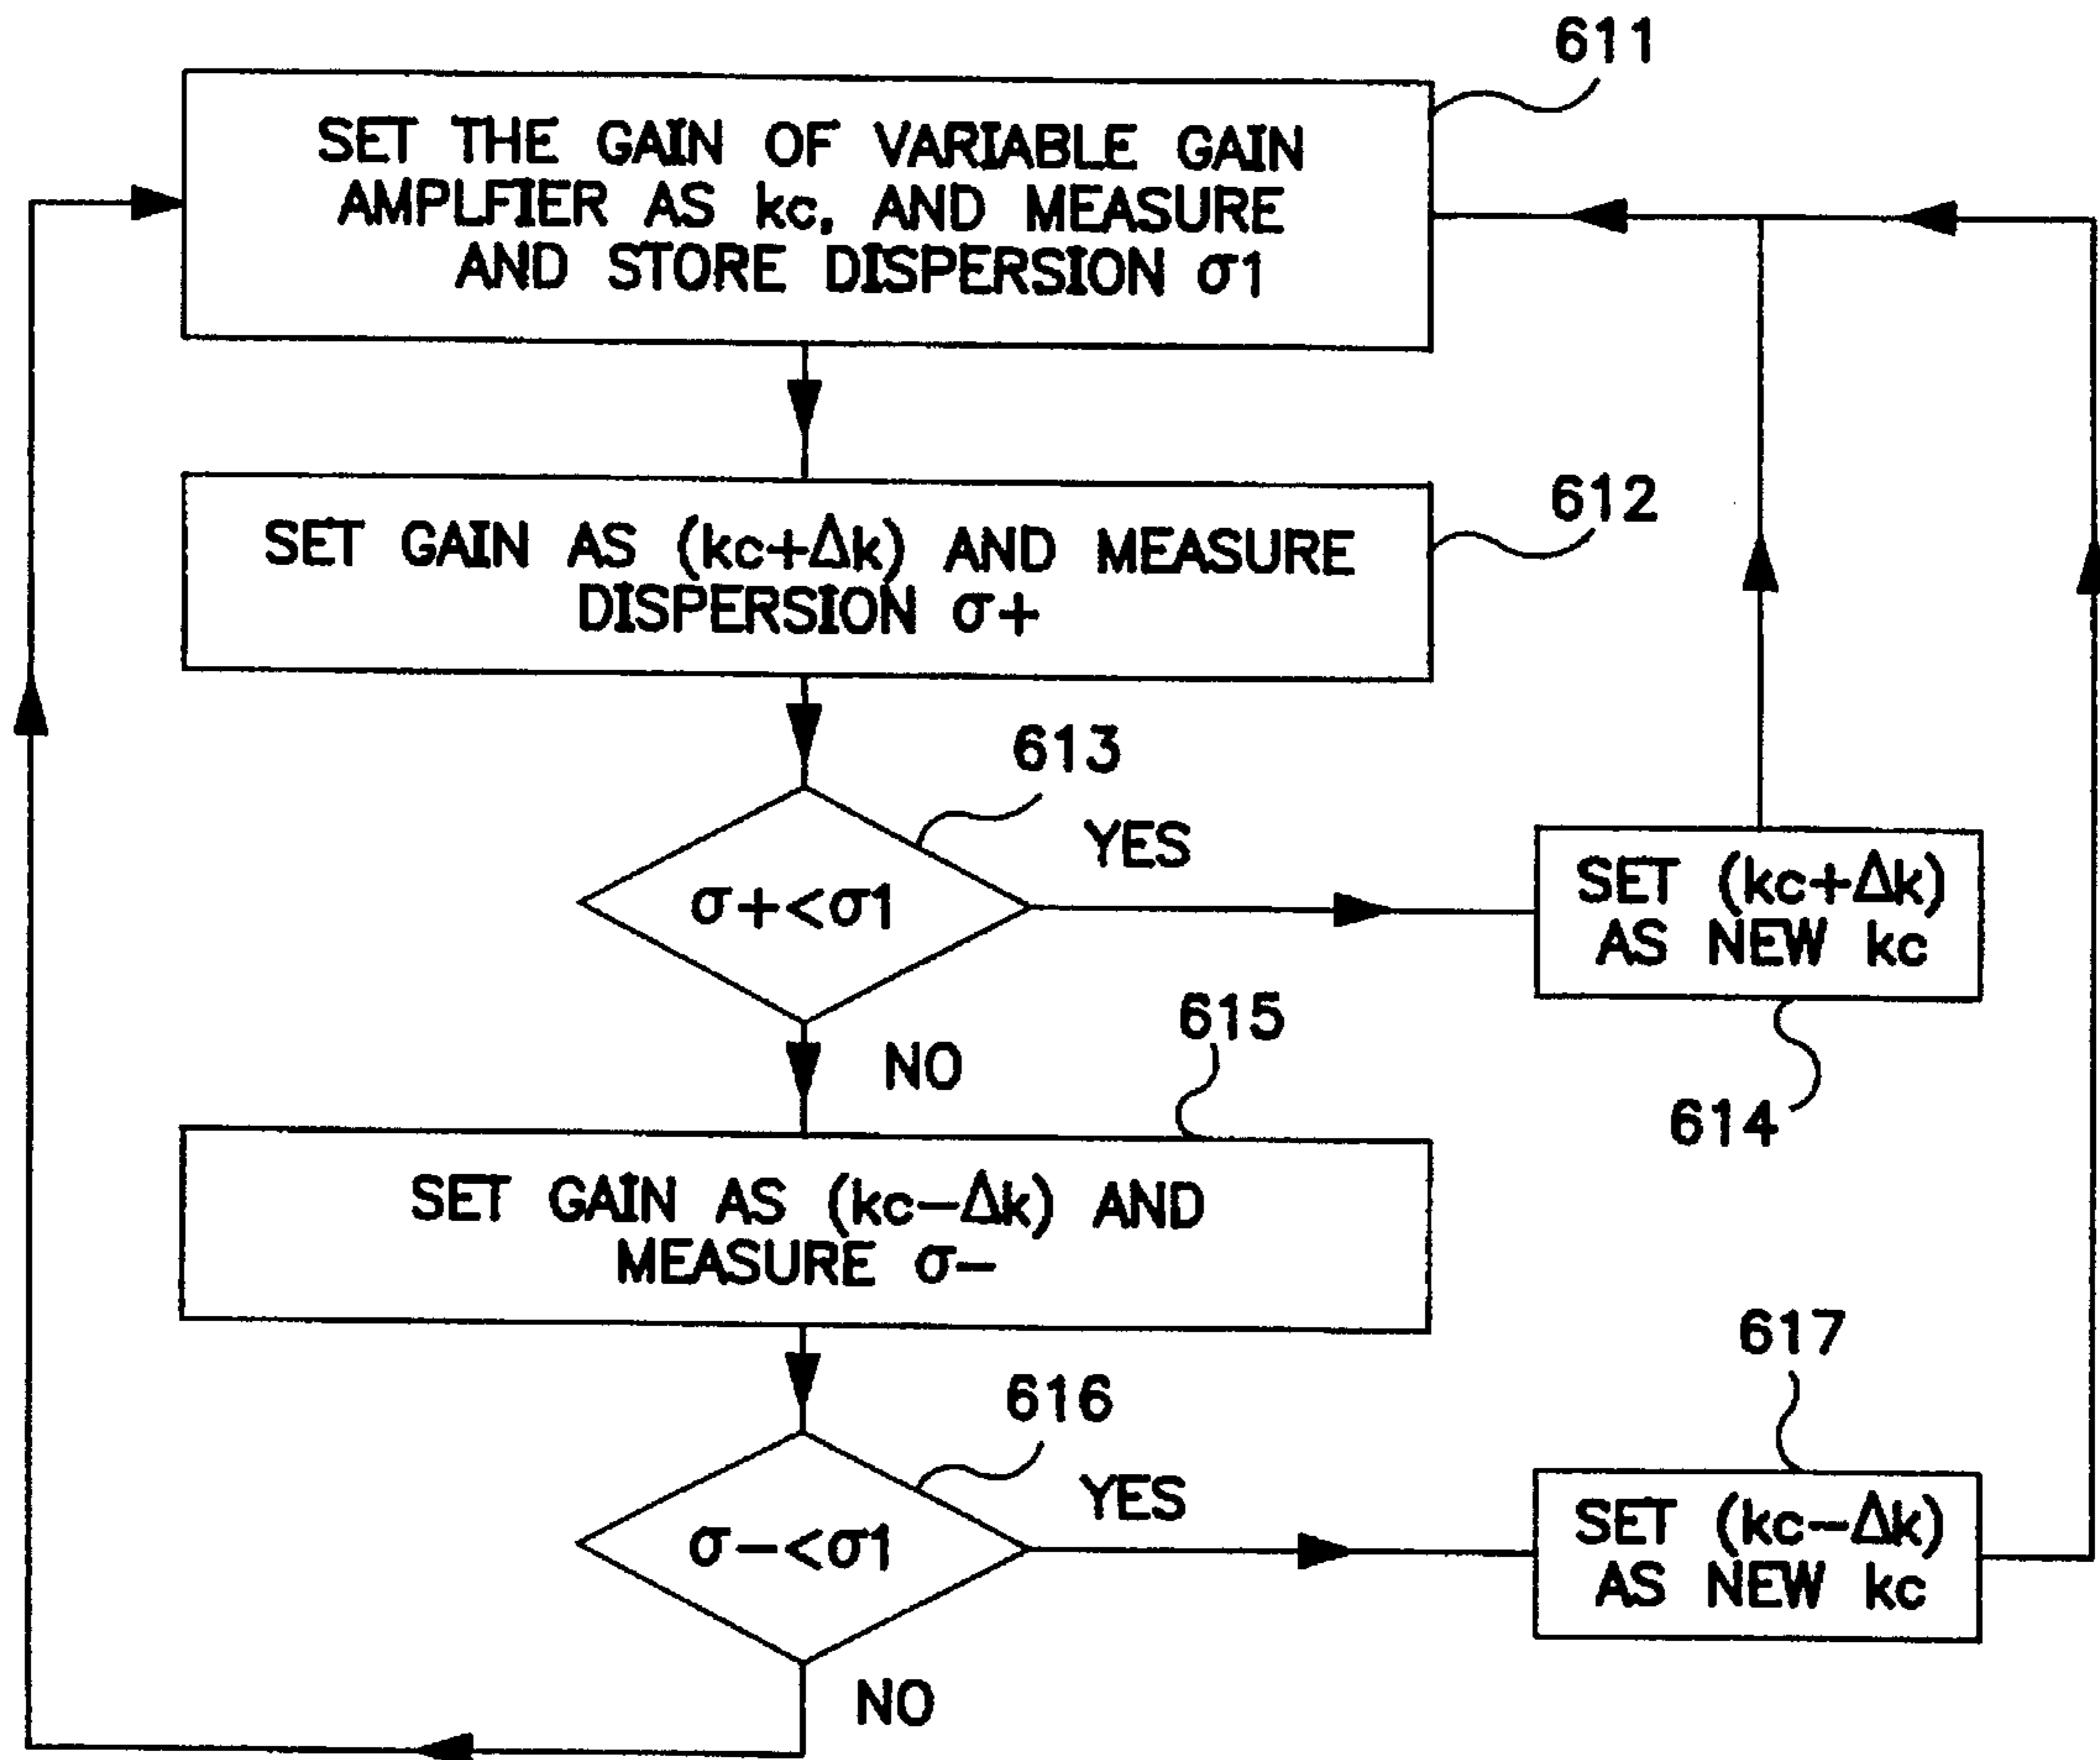 611
SET THE GAIN OF VARIABLE GAIN
AMPLFIER AS kc, AND MEASURE
AND STORE DISPERSION σ1
612
SET GAIN AS (kc+Δk) AND MEASURE
DISPERSION σ+
613
YES
σ+<σ1
SET (kc+Δk)
AS NEW kc
614
NO
615
SET GAIN AS (kc−Δk) AND
MEASURE σ−
616
YES
σ−<σ1
617
SET (kc−Δk)
AS NEW kc
NO